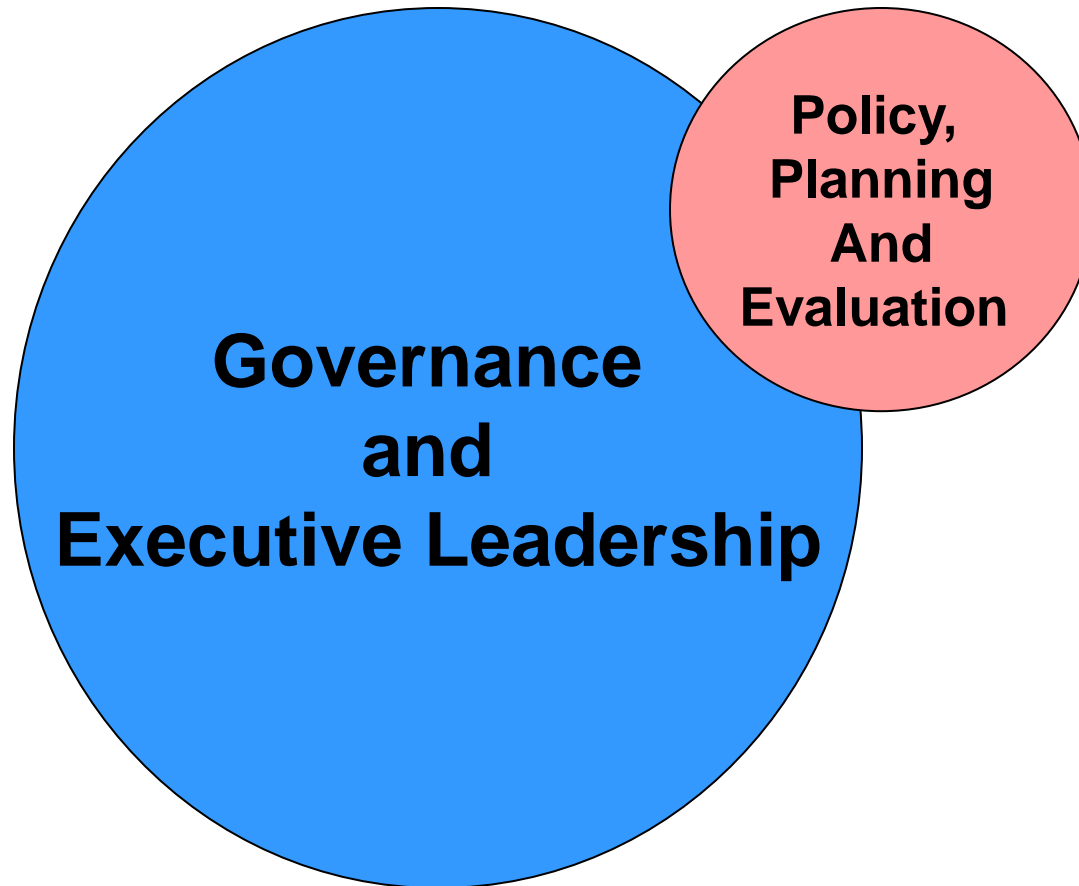 Policy,
Planning
And
Evaluation
Governance
and
Executive Leadership